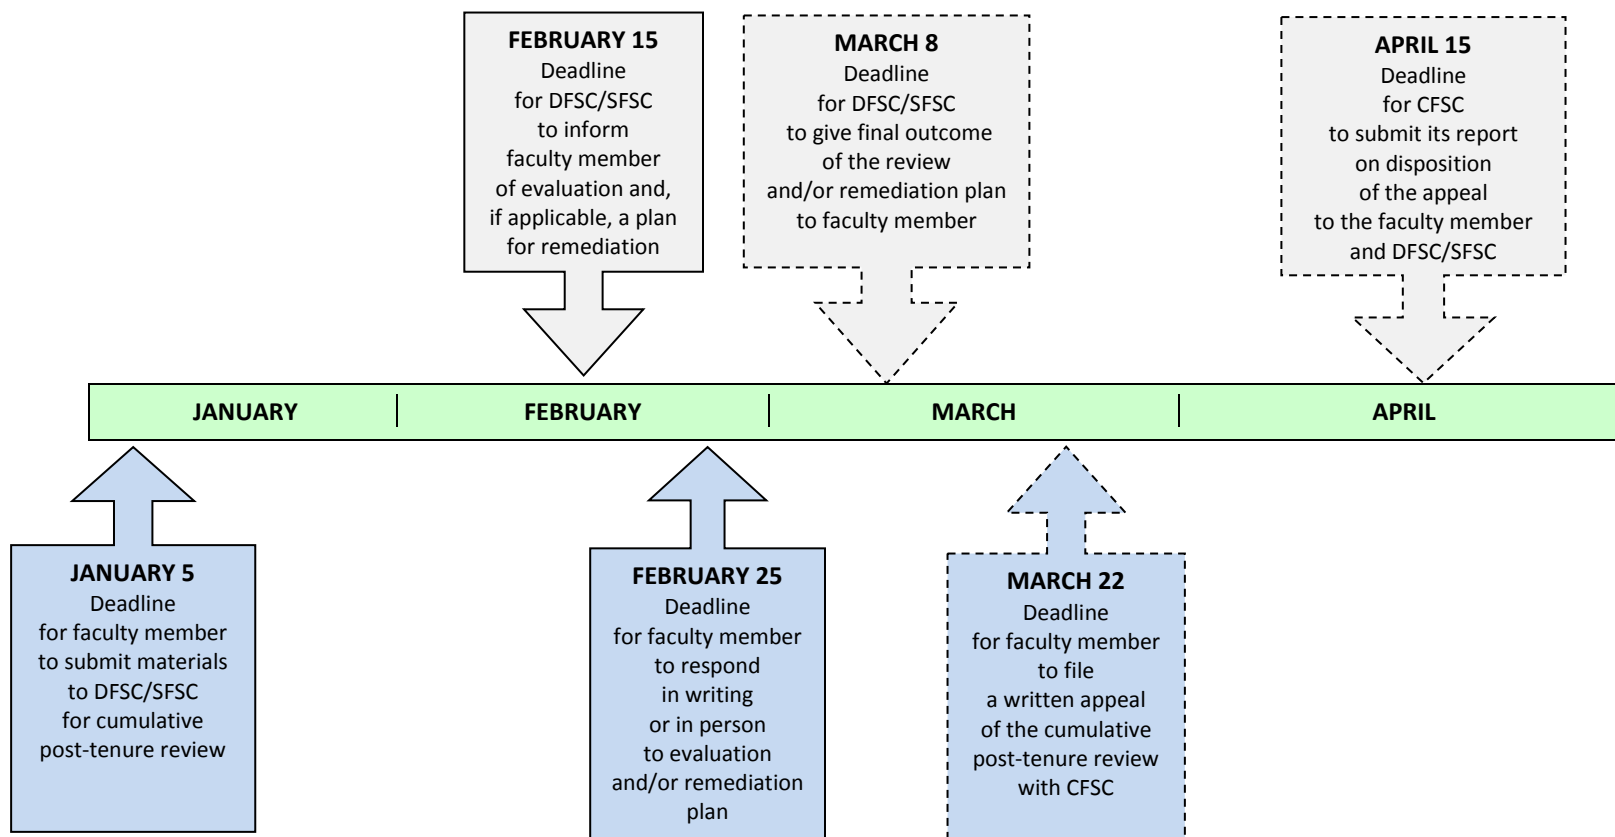 FEBRUARY 15
Deadline
for DFSC/SFSC
to inform
faculty member
of evaluation and,
if applicable, a plan
for remediation
MARCH 8
Deadline
for DFSC/SFSC
to give final outcome
of the review
and/or remediation plan
to faculty member
APRIL 15
Deadline
for CFSC
to submit its report
on disposition
of the appeal
to the faculty member
and DFSC/SFSC
JANUARY
FEBRUARY
MARCH
APRIL
JANUARY 5
Deadline
for faculty member
to submit materials
to DFSC/SFSC
for cumulative
post-tenure review
FEBRUARY 25
Deadline
for faculty member
to respond
in writing
or in person
to evaluation
and/or remediation
plan
MARCH 22
Deadline
for faculty member
to file
a written appeal
of the cumulative
post-tenure review
with CFSC